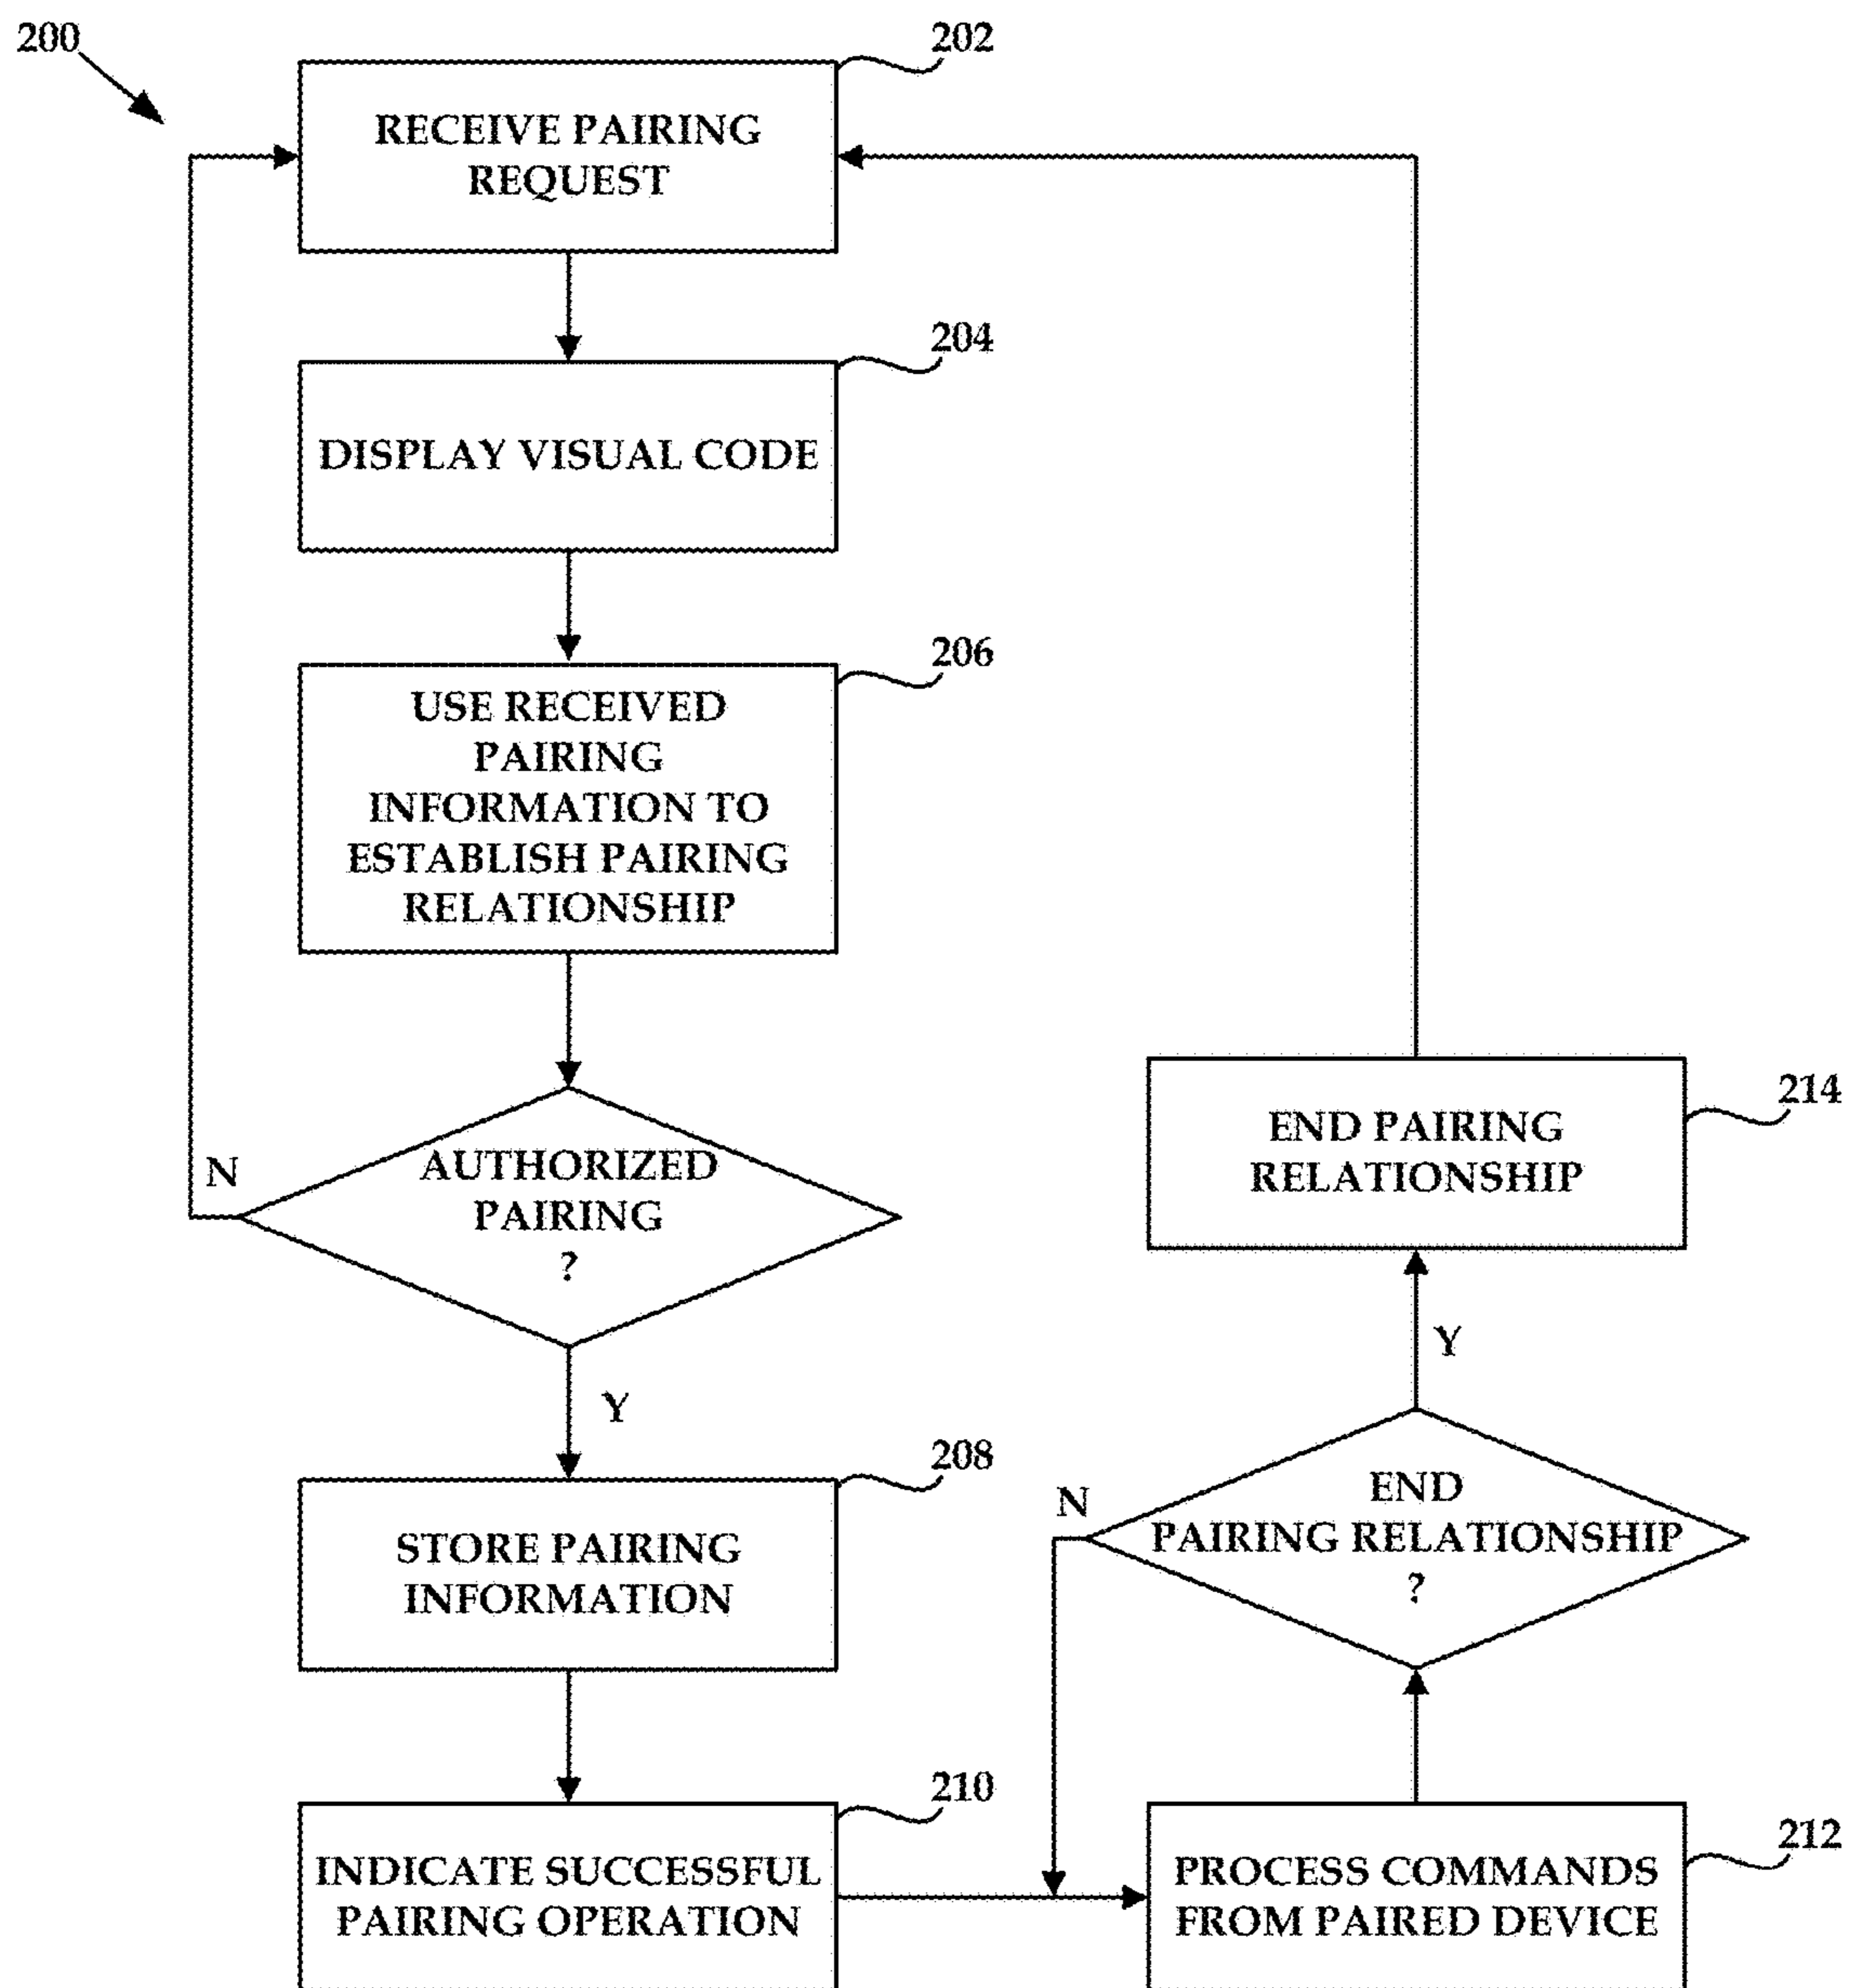 200
202
RECEIVE PAIRING
REQUEST
204
DISPLAY VISUAL CODE
206
USE RECEIVED
PAIRING
INFORMATION TO
ESTABLISH PAIRING
RELATIONSHIP
N
AUTHORIZED
PAIRING
?
Y
208
STORE PAIRING
INFORMATION
210
INDICATE SUCCESSFUL
PAIRING OPERATION
212
PROCESS COMMANDS
FROM PAIRED DEVICE
N
END
PAIRING RELATIONSHIP
?
Y
214
END PAIRING
RELATIONSHIP